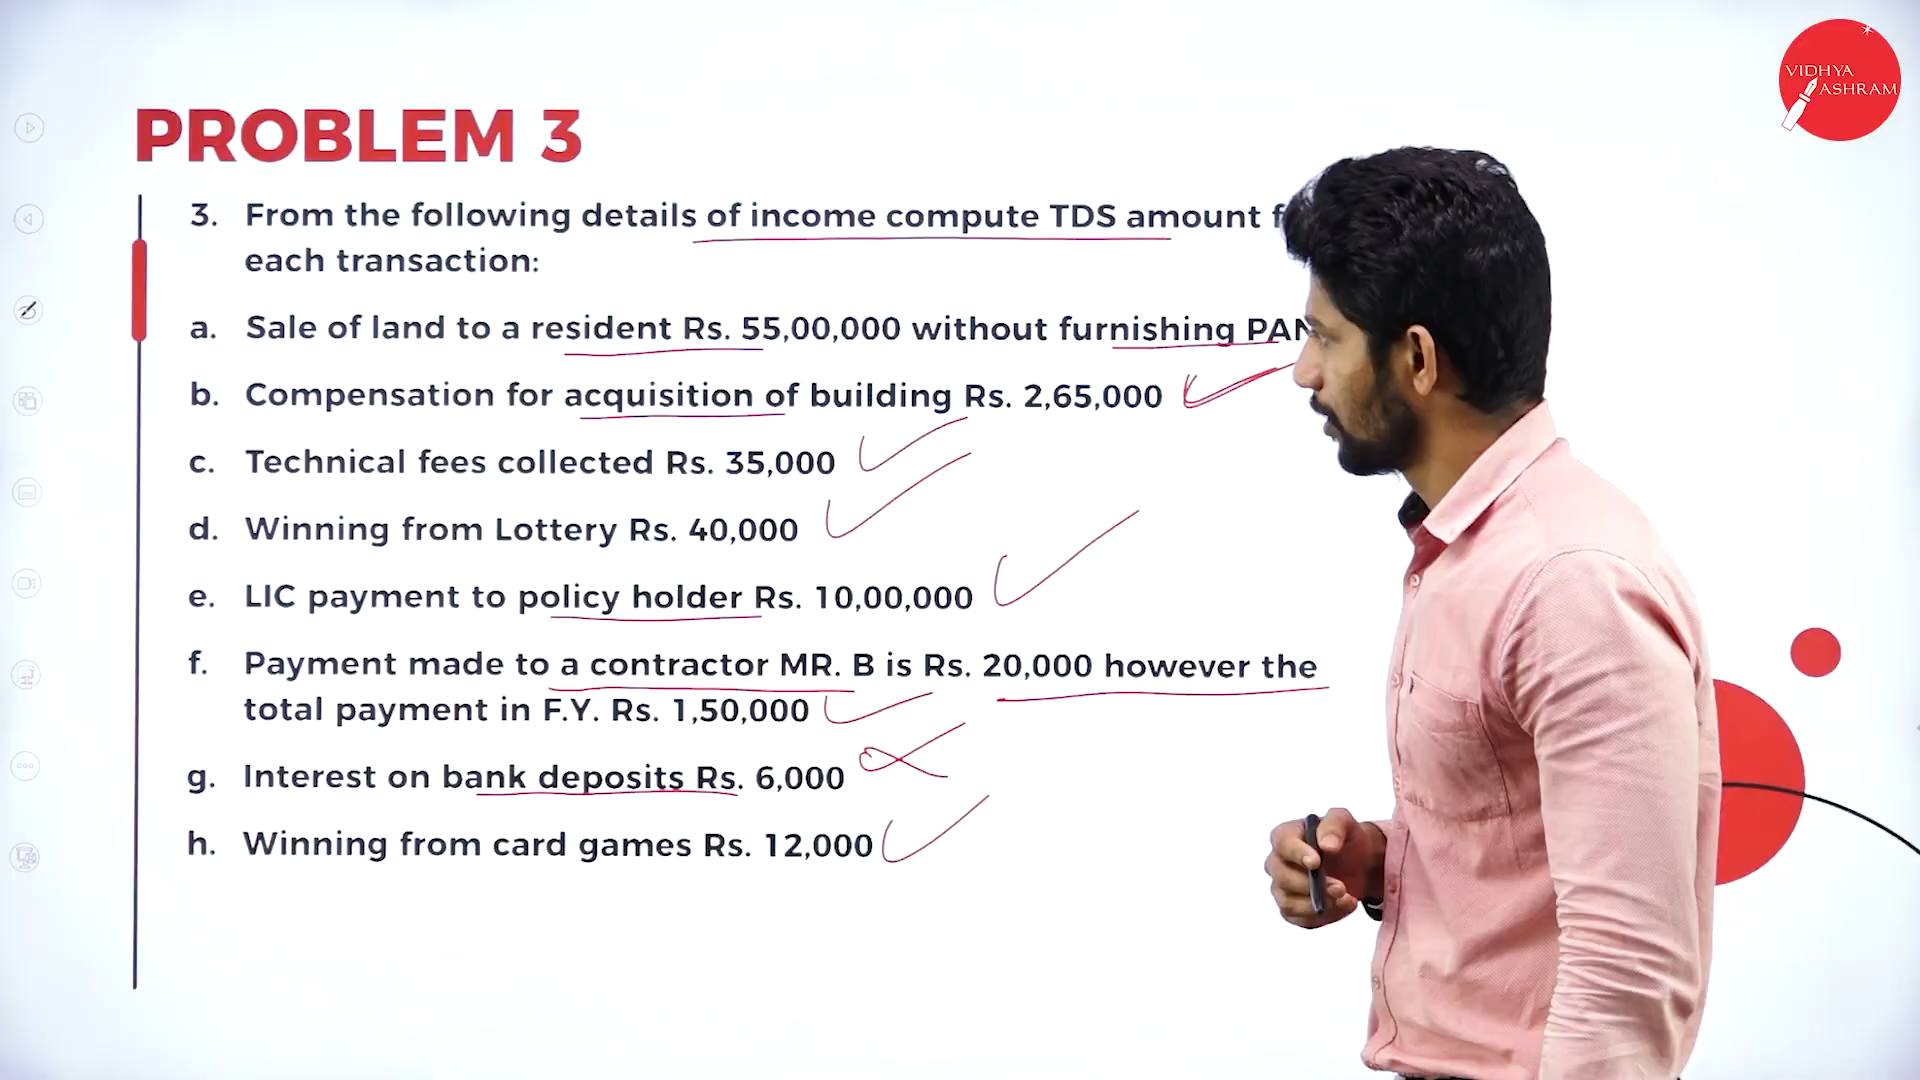 VIDHYA
ASHRAM
PROBLEM 3
3. From the following details of income compute TDS amount
each transaction:
a. Sale of land to a resident Rs. 55,00,000 without furnishing PAN
b. Compensation for acquisition of building Rs. 2,65,000
c. Technical fees collected Rs. 35,000
d. Winning from Lottery Rs. 40,000
e. LIC payment to policy holder Rs. 10,00,000
f. Payment made to a contractor MR. B is Rs. 20,000 however the
total payment in F.Y. Rs. 1,50,000
g. Interest on bank deposits Rs. 6,000
h. Winning from card games Rs. 12,000